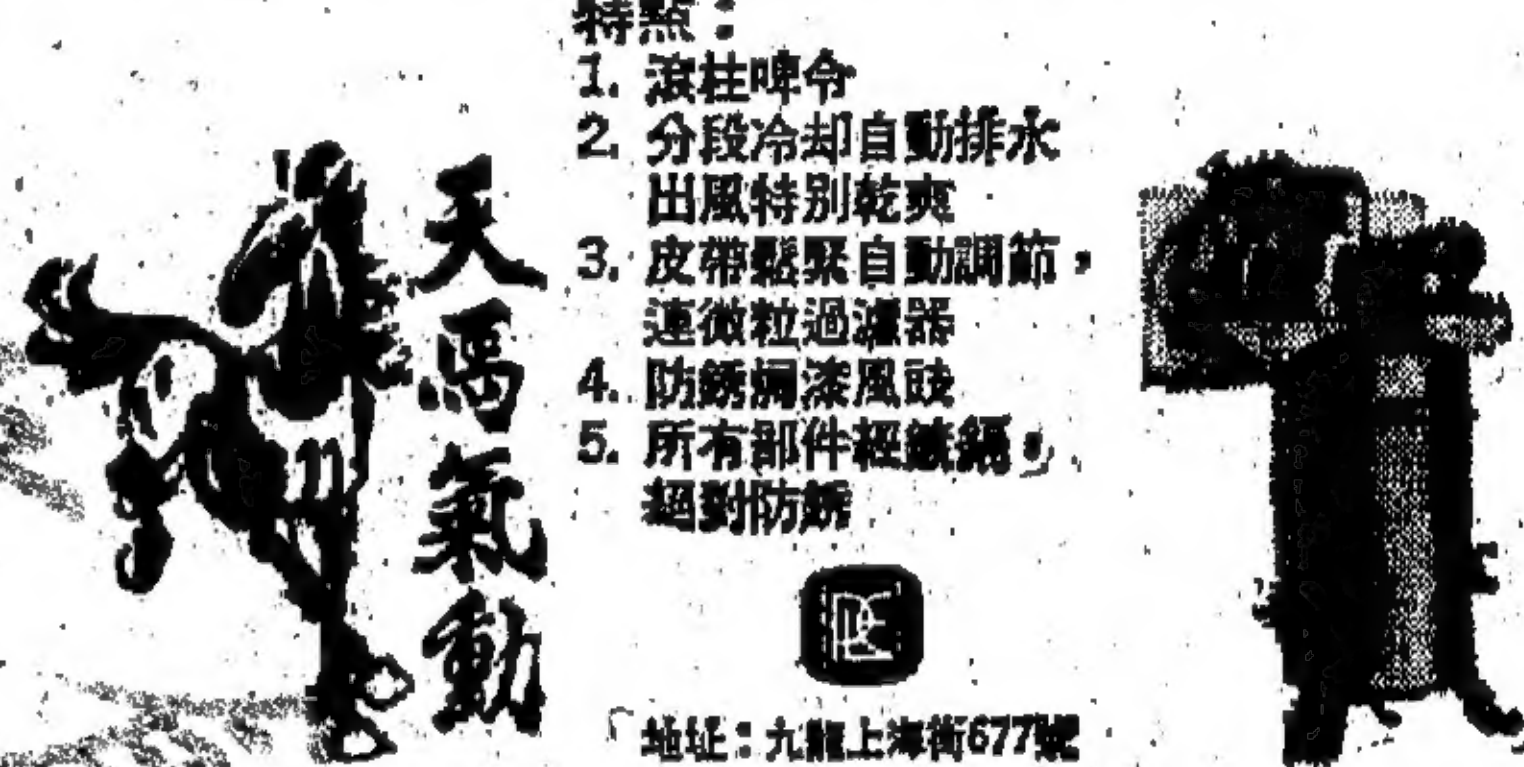 天馬氣動
特點：
1. 滾柱啤令
2. 分段冷却自動排水
出風特別乾爽
3. 皮帶鬆緊自動調節，
連微粒過濾器
4. 防銹焗漆風
5. 所有部件經鍍，
絕對防銹
地址：九龍上海街677號